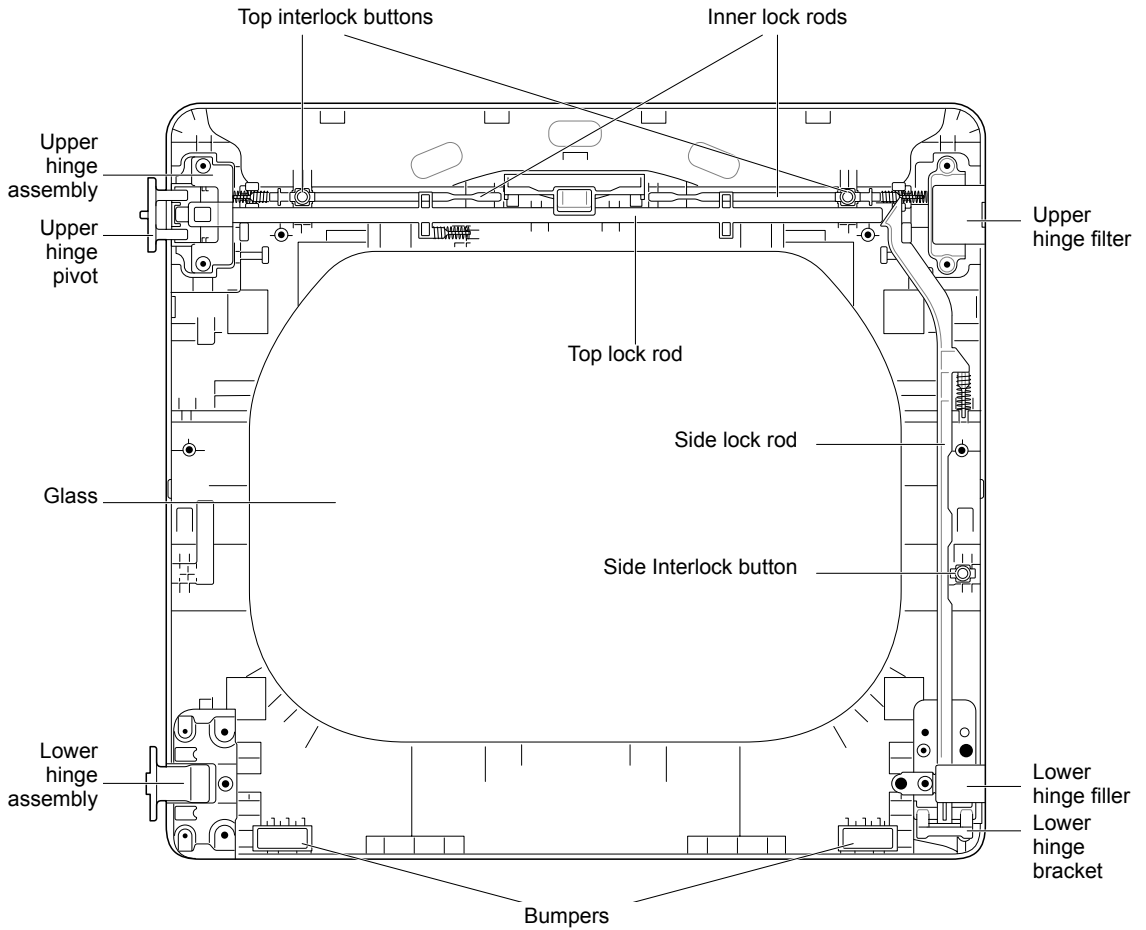 Top interlock buttons
Inner lock rods
Upper
hinge
assembly
Upper
hinge
pivot
Upper
hinge filter
Top lock rod
Side lock rod
Glass
Side Interlock button
Lower
hinge
assembly
Lower
hinge filler
Lower
hinge
bracket
Bumpers